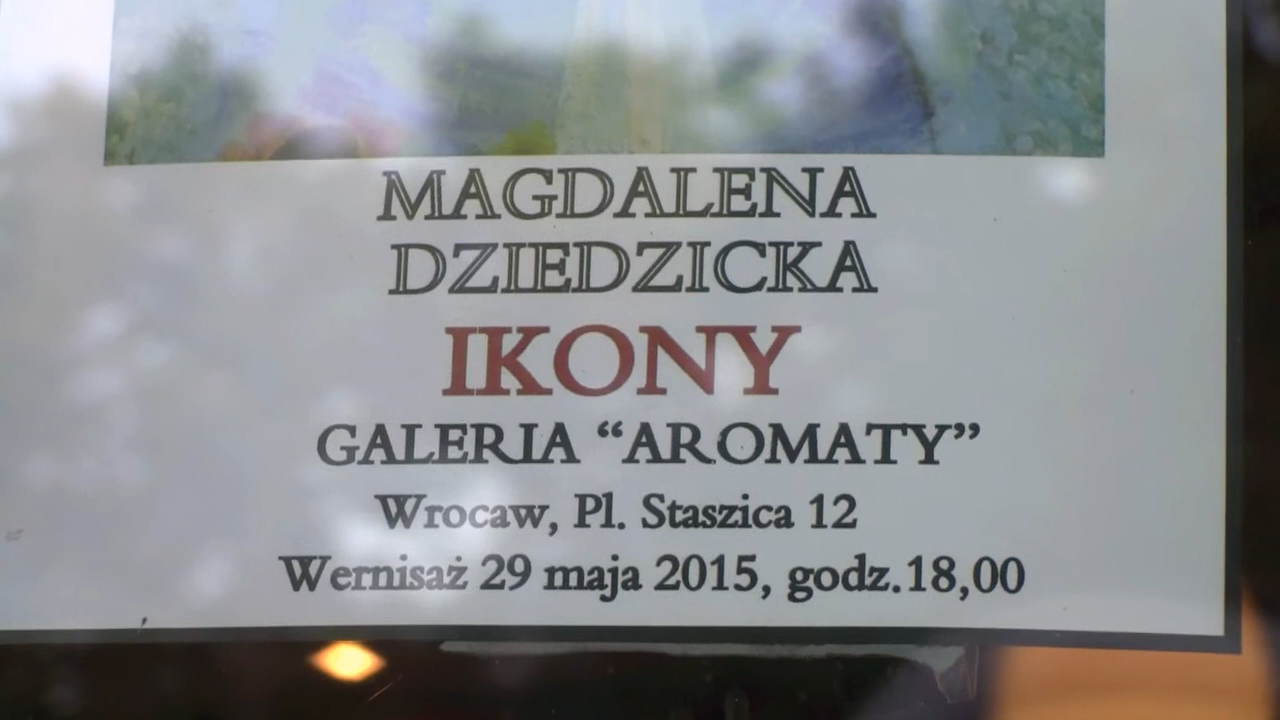 MAGDALENA
DZIEDZICKA
IKONY
GALERIA “AROMATY”
Wrocaw, Pl. Staszica 12
Wernisaż 29 maja 2015, godz.18,00